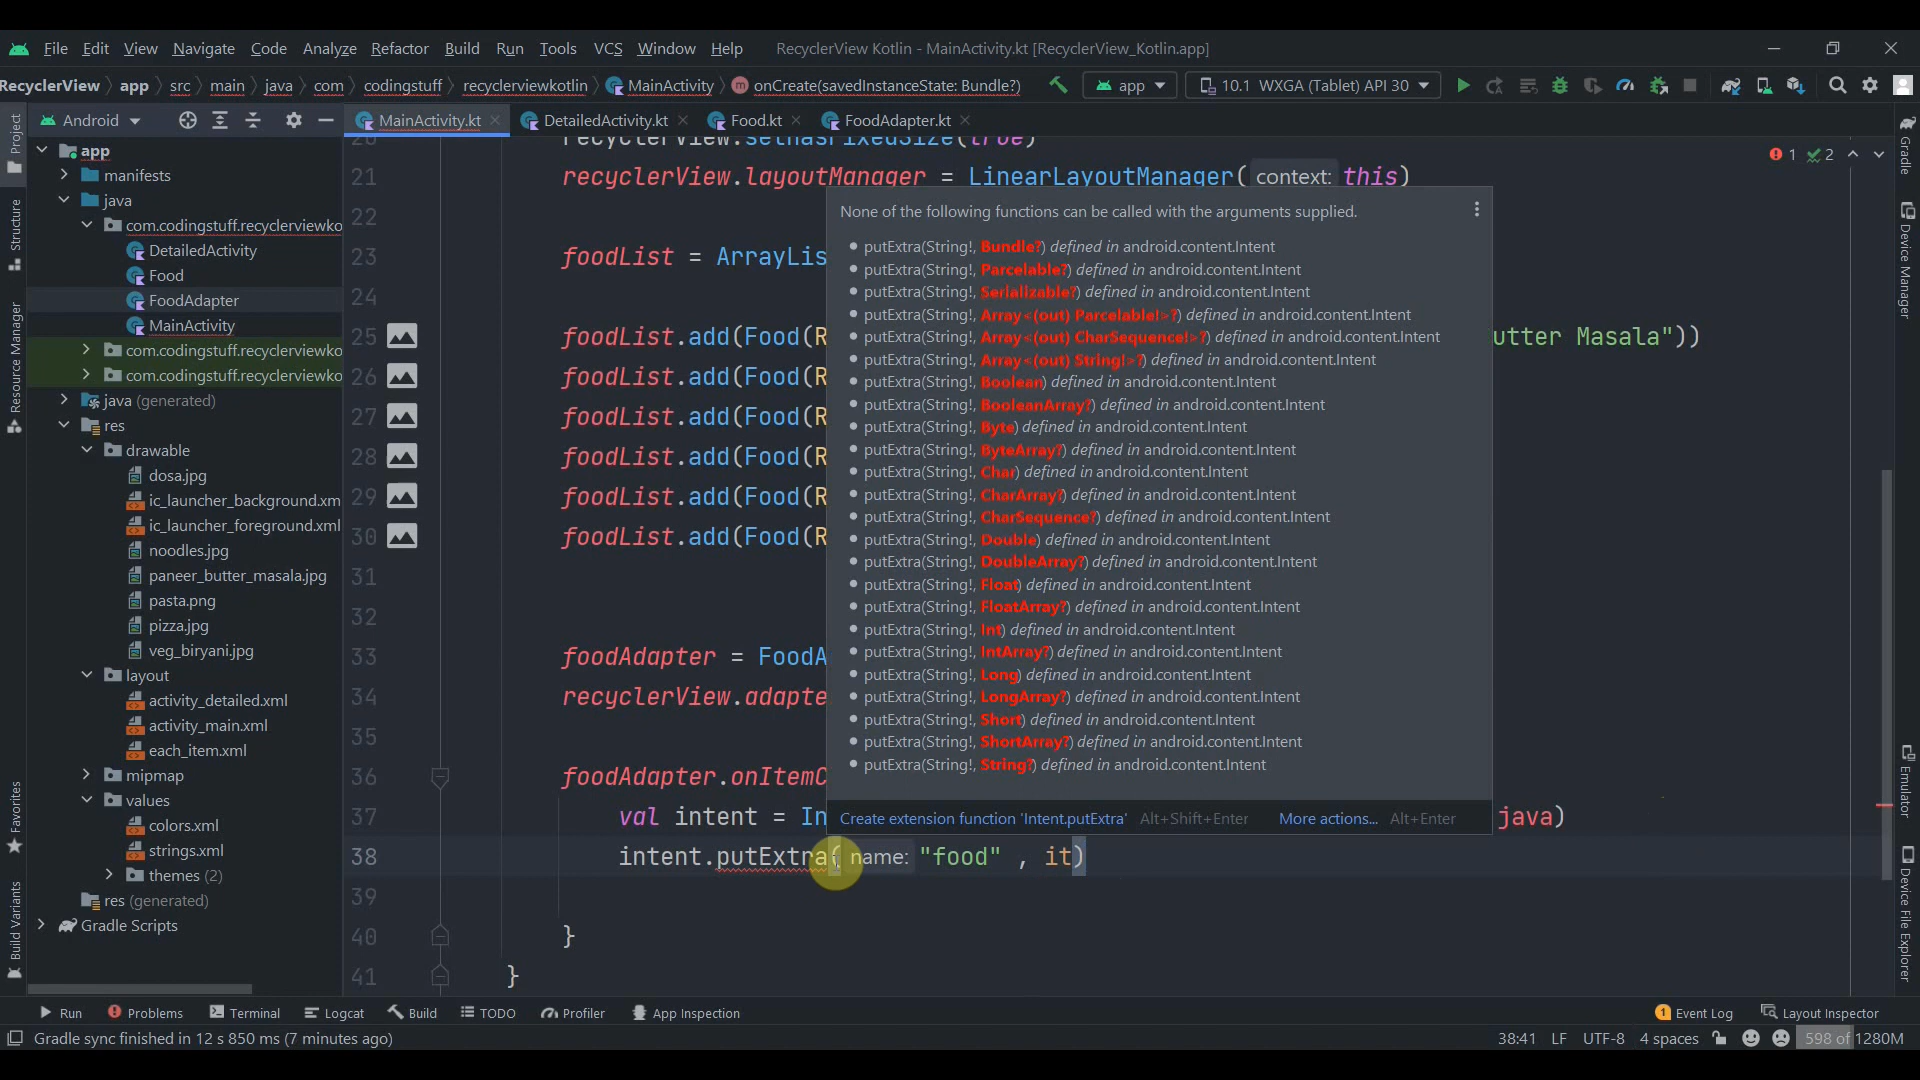 File Edit View Navigate Code Analyze Refactor Build Run Tools VCS Window Help RecyclerView Kotlin - MainActivity.kt [RecyclerView_Kotlin.app]
RecyclerView app src main java com codingstuff recyclerviewkotlin MainActivity m onCreate(savedInstanceState: Bundle?) app 10.1 WXGA (Tablet) API 30
Project
Structure
Resource Manager
Favorites
Build Variants
Android
app
manifests
java
com.codingstuff.recyclerviewko
DetailedActivity
Food
FoodAdapter
MainActivity
com.codingstuff.recyclerviewko
com.codingstuff.recyclerviewko
java (generated)
res
drawable
dosa.jpg
ic_launcher_background.xm
ic_launcher_foreground.xml
noodles.jpg
paneer_butter_masala.jpg
pasta.png
pizza.jpg
veg_biryani.jpg
layout
activity_detailed.xml
activity_main.xml
each_item.xml
mipmap
values
colors.xml
strings.xml
themes (2)
res (generated)
Gradle Scripts
MainActivity.kt DetailedActivity.kt Food.kt FoodAdapter.kt
1 2
20 recyclerView.setHasFixedSize(true)
21 recyclerView.layoutManager = LinearLayoutManager( context: this)
22
23 foodList = ArrayLis
24
25 foodList.add(Food(R utter Masala"))
26 foodList.add(Food(R
27 foodList.add(Food(R
28 foodList.add(Food(R
29 foodList.add(Food(R
30 foodList.add(Food(R
31
32
33 foodAdapter = FoodA
34 recyclerView.adapte
35
36 foodAdapter.onItemC
37 val intent = In java)
38 intent.putExtra( name: "food" , it)
39
40 }
41 }
None of the following functions can be called with the arguments supplied.
putExtra(String!, Bundle?) defined in android.content.Intent
putExtra(String!, Parcelable?) defined in android.content.Intent
putExtra(String!, Serializable?) defined in android.content.Intent
putExtra(String!, Array<(out) Parcelable!>?) defined in android.content.Intent
putExtra(String!, Array<(out) CharSequence!>?) defined in android.content.Intent
putExtra(String!, Array<(out) String!>?) defined in android.content.Intent
putExtra(String!, Boolean) defined in android.content.Intent
putExtra(String!, BooleanArray?) defined in android.content.Intent
putExtra(String!, Byte) defined in android.content.Intent
putExtra(String!, ByteArray?) defined in android.content.Intent
putExtra(String!, Char) defined in android.content.Intent
putExtra(String!, CharArray?) defined in android.content.Intent
putExtra(String!, CharSequence?) defined in android.content.Intent
putExtra(String!, Double) defined in android.content.Intent
putExtra(String!, DoubleArray?) defined in android.content.Intent
putExtra(String!, Float) defined in android.content.Intent
putExtra(String!, FloatArray?) defined in android.content.Intent
putExtra(String!, Int) defined in android.content.Intent
putExtra(String!, IntArray?) defined in android.content.Intent
putExtra(String!, Long) defined in android.content.Intent
putExtra(String!, LongArray?) defined in android.content.Intent
putExtra(String!, Short) defined in android.content.Intent
putExtra(String!, ShortArray?) defined in android.content.Intent
putExtra(String!, String?) defined in android.content.Intent
Create extension function 'Intent.putExtra' Alt+Shift+Enter More actions... Alt+Enter
Gradle
Device Manager
Emulator
Device File Explorer
Run Problems Terminal Logcat Build TODO Profiler App Inspection 1 Event Log Layout Inspector
Gradle sync finished in 12 s 850 ms (7 minutes ago) 38:41 LF UTF-8 4 spaces 598 of 1280M